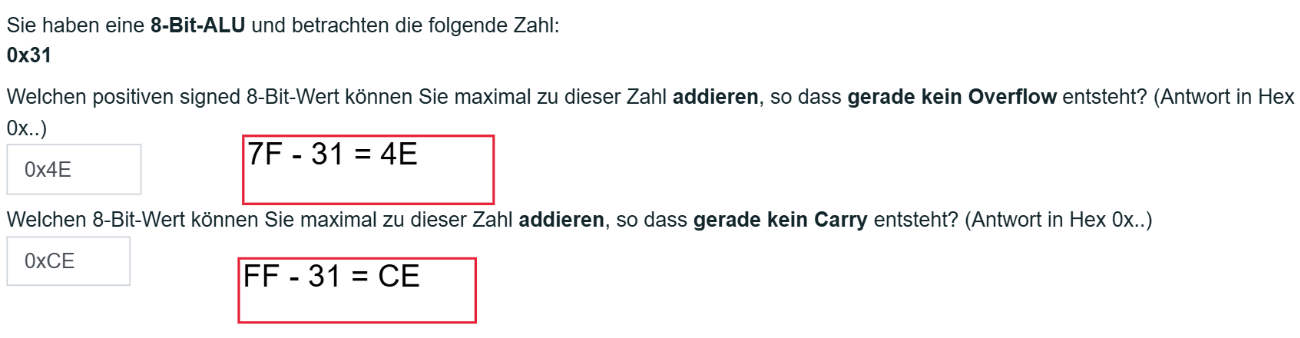 Sie haben eine 8-Bit-ALU und betrachten die folgende Zahl:
0x31
Welchen positiven signed 8-Bit-Wert können Sie maximal zu dieser Zahl addieren, so dass gerade kein Overflow entsteht? (Antwort in Hex
0x..)
0x4E
7F - 31 = 4E
Welchen 8-Bit-Wert können Sie maximal zu dieser Zahl addieren, so dass gerade kein Carry entsteht? (Antwort in Hex 0x..)
0xCE
FF - 31 = CE